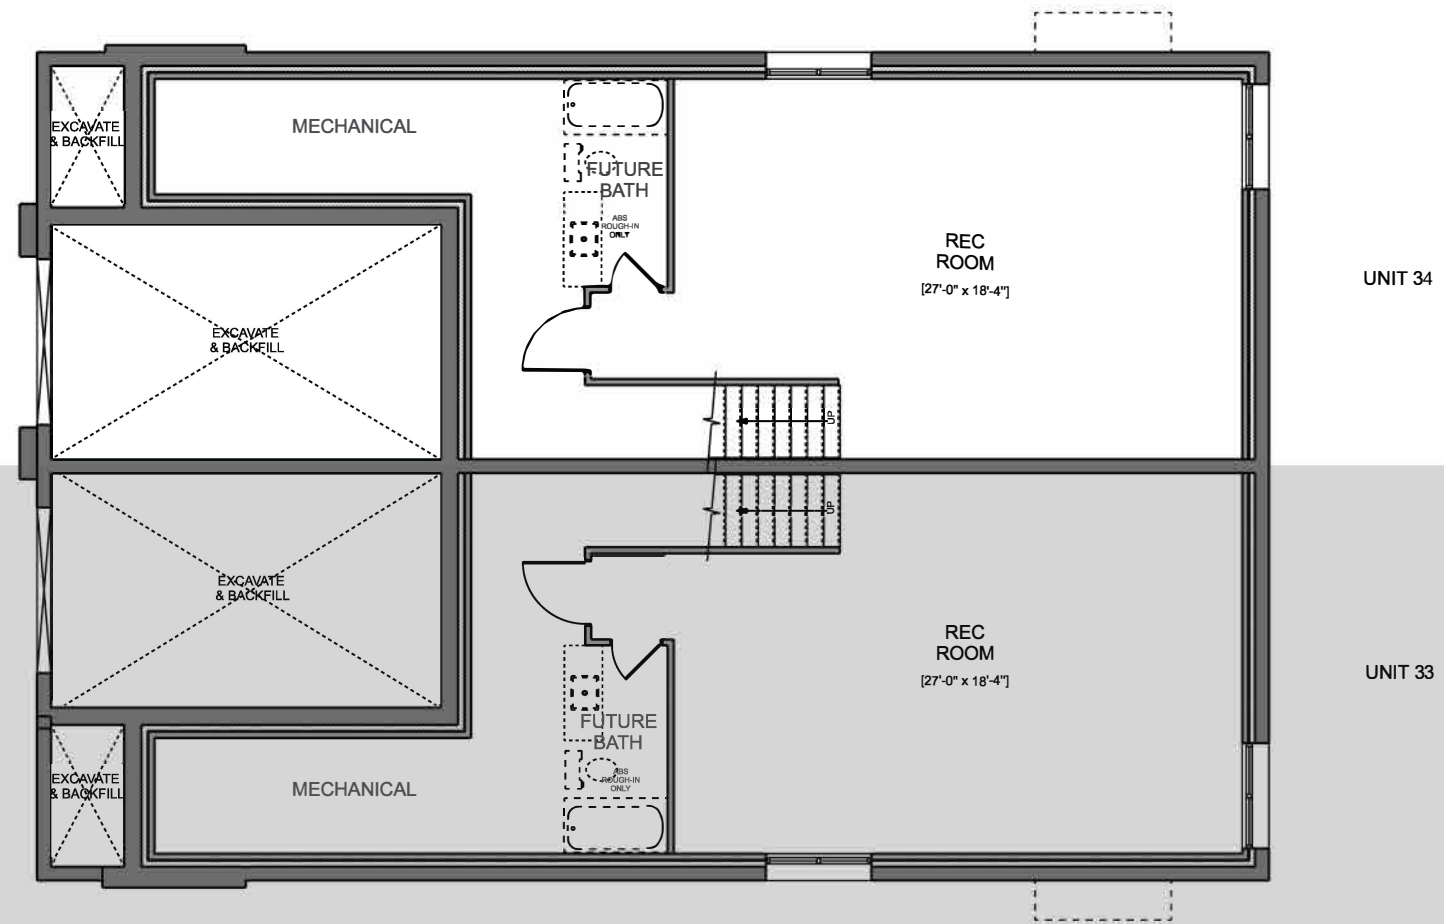 EXCAVATE
& BACKFILL
MECHANICAL
FUTURE
BATH
ABS
ROUGH-IN
ONLY
REC
ROOM
[27'-0" x 18'-4"]
UNIT 34
EXCAVATE
& BACKFILL
UP
UP
EXCAVATE
& BACKFILL
REC
ROOM
[27'-0" x 18'-4"]
UNIT 33
FUTURE
BATH
ABS
ROUGH-IN
ONLY
EXCAVATE
& BACKFILL
MECHANICAL